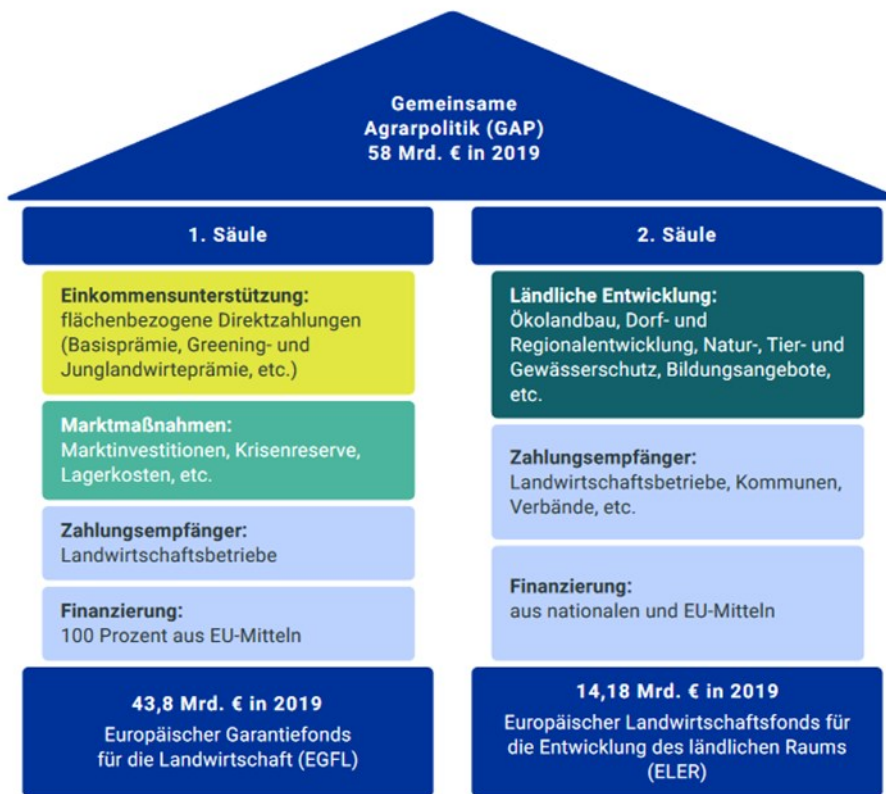 Gemeinsame
Agrarpolitik (GAP)
58 Mrd. € in 2019
1. Säule
Einkommensunterstützung:
flächenbezogene Direktzahlungen
(Basisprämie, Greening- und
Junglandwirteprämie, etc.)
Marktmaßnahmen:
Marktinvestitionen, Krisenreserve,
Lagerkosten, etc.
Zahlungsempfänger:
Landwirtschaftsbetriebe
Finanzierung:
100 Prozent aus EU-Mitteln
43,8 Mrd. € in 2019
Europäischer Garantiefonds
für die Landwirtschaft (EGFL)
2. Säule
Ländliche Entwicklung:
Ökolandbau, Dorf- und
Regionalentwicklung, Natur-, Tier- und
Gewässerschutz, Bildungsangebote,
etc.
Zahlungsempfänger:
Landwirtschaftsbetriebe, Kommunen,
Verbände, etc.
Finanzierung:
aus nationalen und EU-Mitteln
14,18 Mrd. € in 2019
Europäischer Landwirtschaftsfonds für
die Entwicklung des ländlichen Raums
(ELER)